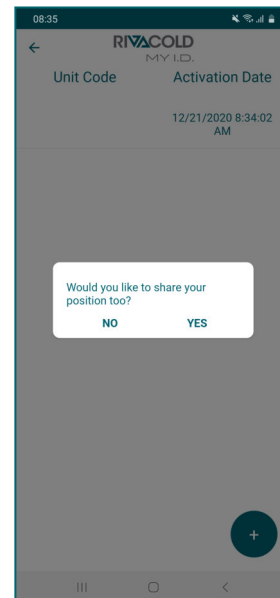 08:35
RIVACOLD
MY I.D.
Unit Code Activation Date
12/21/2020 8:34:02
AM
Would you like to share your
position too?
NO YES
+